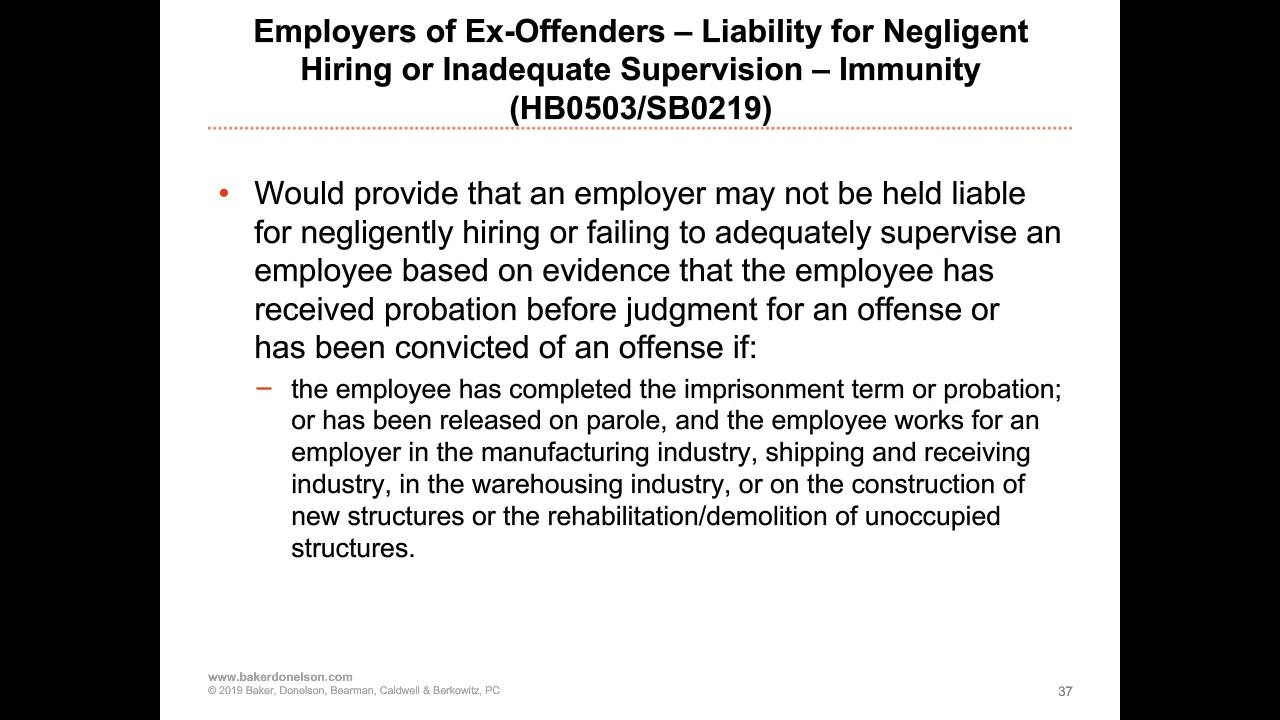 Employers of Ex-Offenders – Liability for Negligent
Hiring or Inadequate Supervision – Immunity
(HB0503/SB0219)
• Would provide that an employer may not be held liable
for negligently hiring or failing to adequately supervise an
employee based on evidence that the employee has
received probation before judgment for an offense or
has been convicted of an offense if:
– the employee has completed the imprisonment term or probation;
or has been released on parole, and the employee works for an
employer in the manufacturing industry, shipping and receiving
industry, in the warehousing industry, or on the construction of
new structures or the rehabilitation/demolition of unoccupied
structures.
www.bakerdonelson.com
© 2019 Baker, Donelson, Bearman, Caldwell & Berkowitz, PC
37